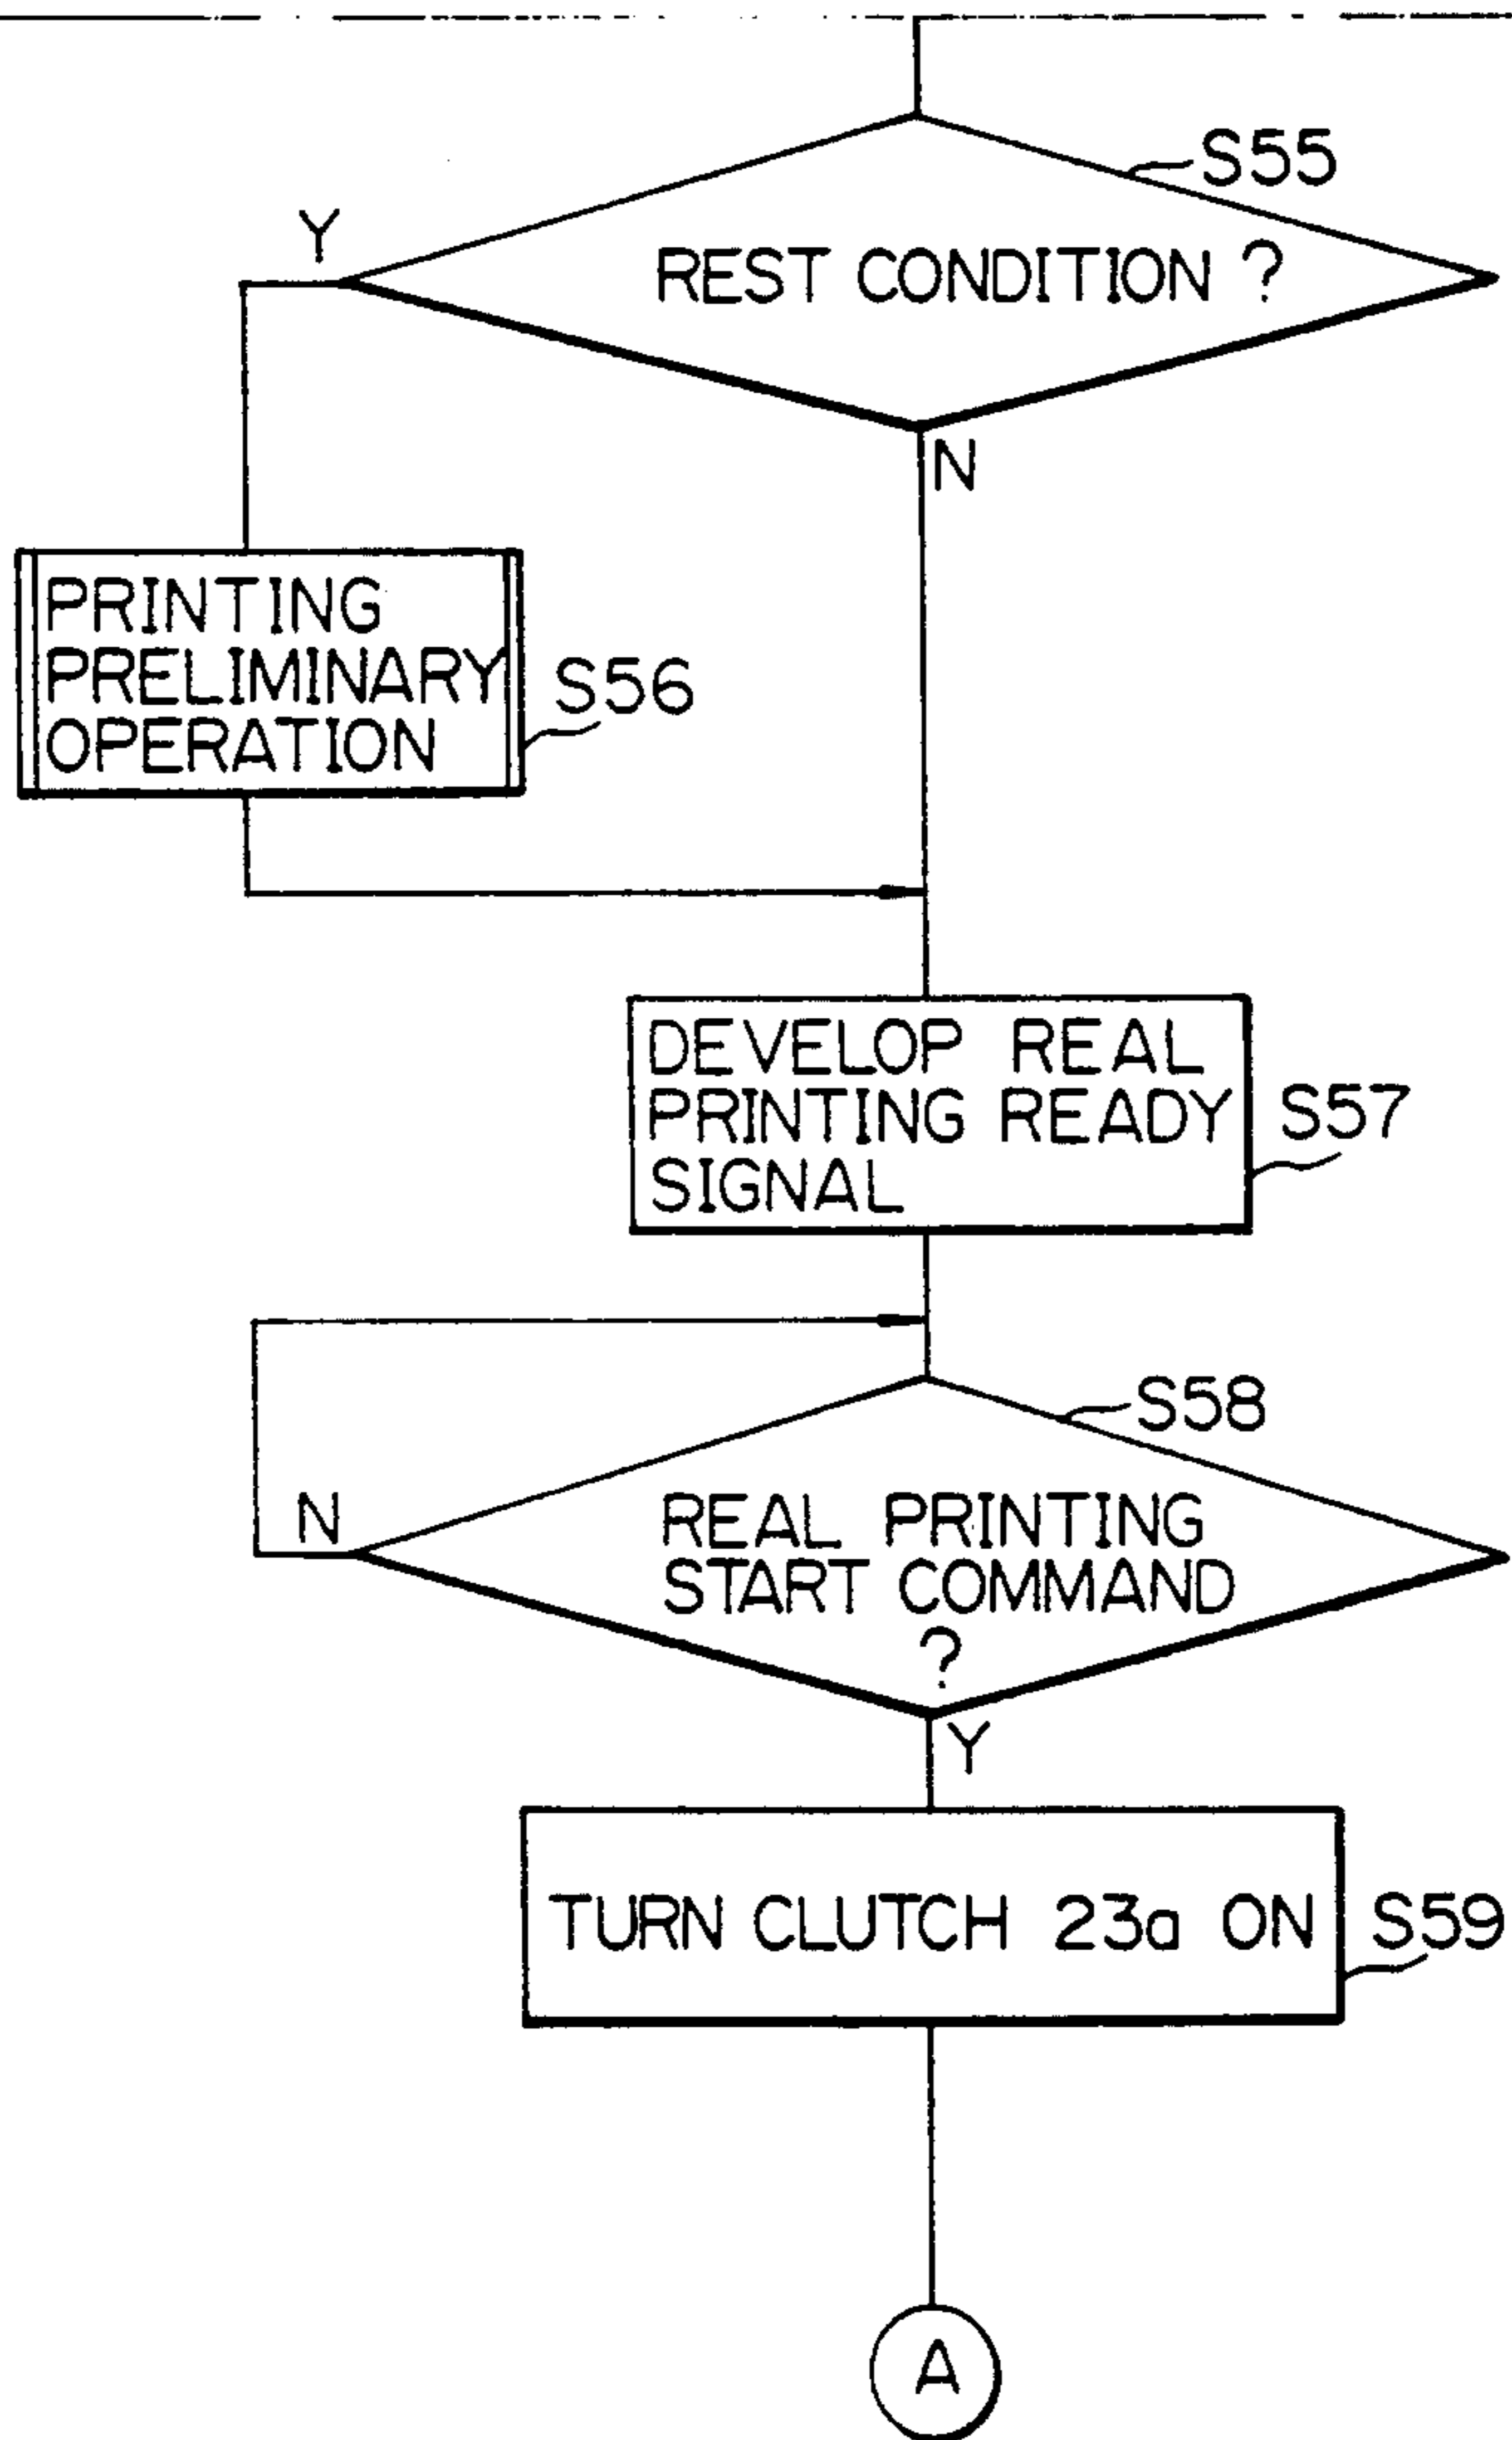 S55
Y
REST CONDITION ?
N
PRINTING
PRELIMINARY
OPERATION
S56
DEVELOP REAL
PRINTING READY
SIGNAL
S57
S58
N
REAL PRINTING
START COMMAND
?
Y
TURN CLUTCH 23a ON
S59
A